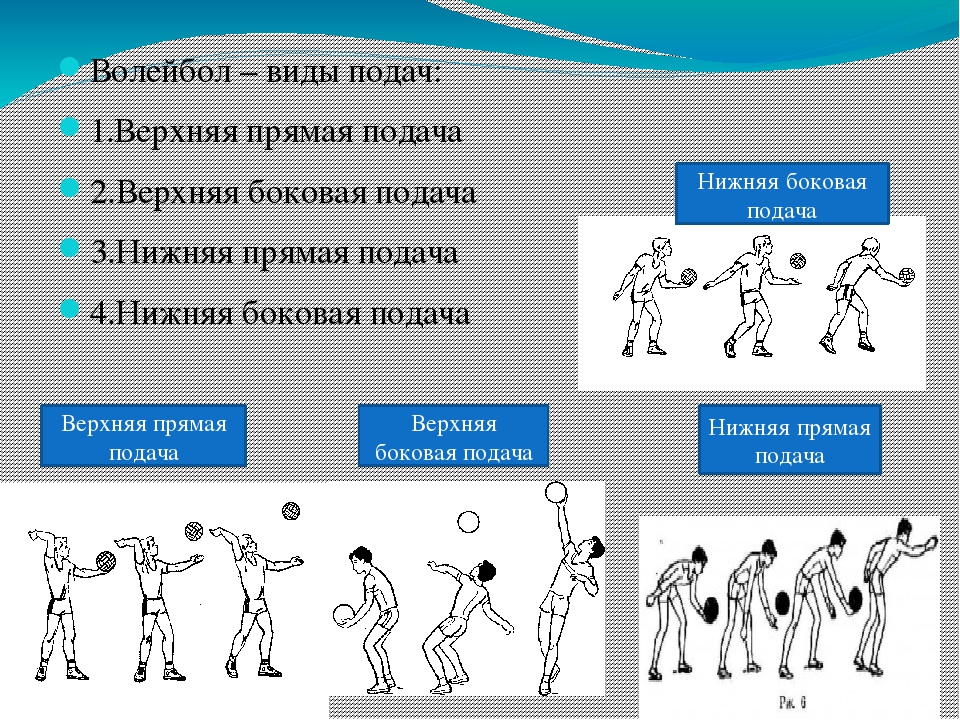 Волейбол – виды подач:
1.Верхняя прямая подача
2.Верхняя боковая подача
3.Нижняя прямая подача
4.Нижняя боковая подача
Нижняя боковая
подача
Верхняя прямая
подача
Верхняя
боковая подача
Нижняя прямая
подача
Рис. 6